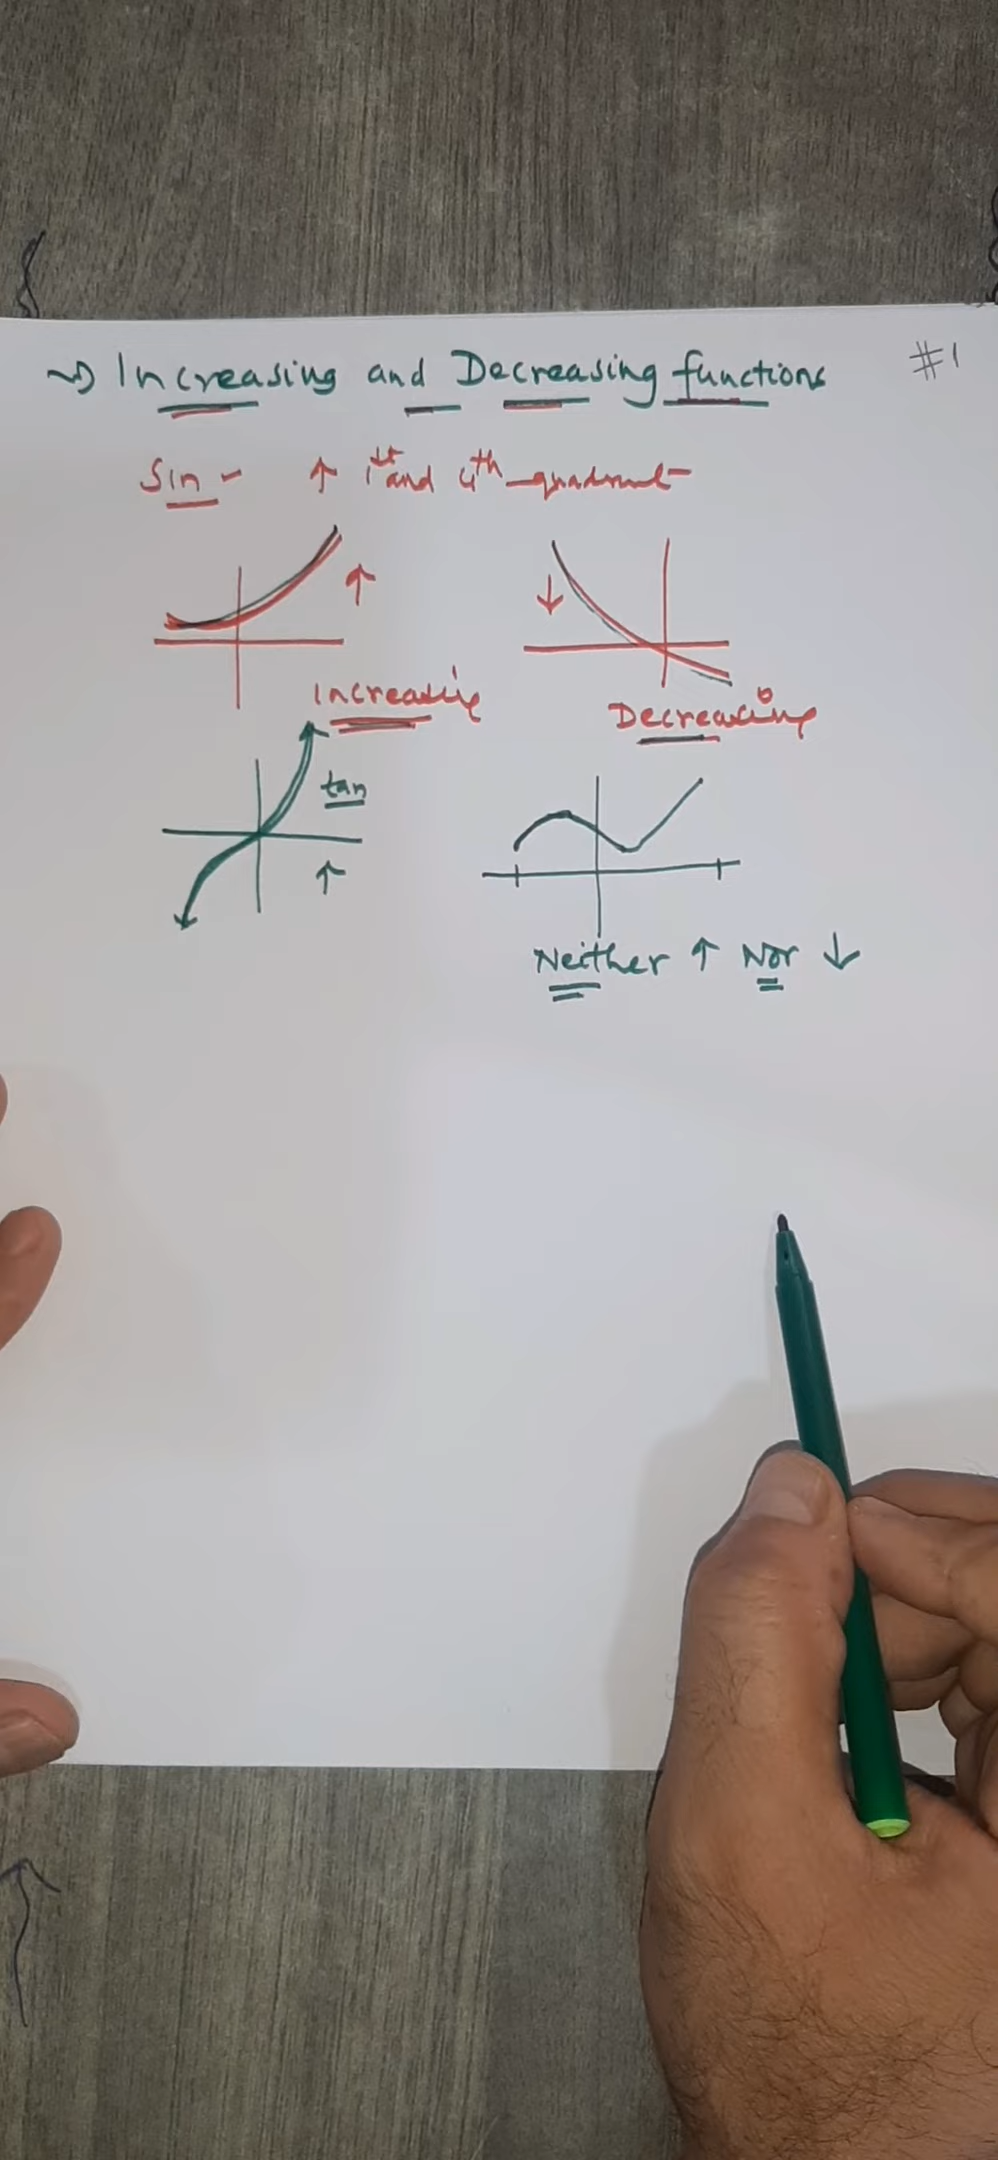 Increasing and Decreasing functions #1
Sin ↑ 1st and 4th quadrant
↑ ↓
Increasing Decreasing
tan
↑
Neither ↑ Nor ↓